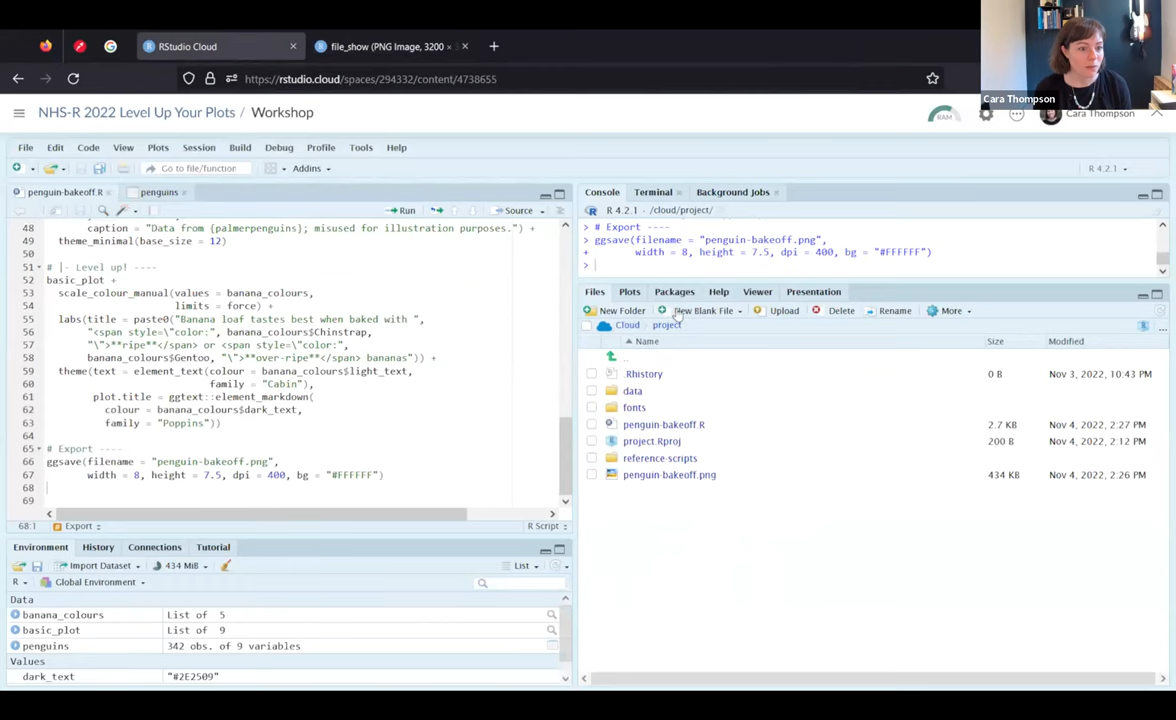 RStudio Cloud
file_show (PNG Image, 3200 ×
https://rstudio.cloud/spaces/294332/content/4738655
Cara Thompson
NHS-R 2022 Level Up Your Plots / Workshop
RAM
Cara Thompson
File Edit Code View Plots Session Build Debug Profile Tools Help
Go to file/function
Addins
R 4.2.1
penguin-bakeoff.R
penguins
Run
Source
48 caption = "Data from {palmerpenguins}; misused for illustration purposes.") +
49 theme_minimal(base_size = 12)
50
51 # |- Level up! ----
52 basic_plot +
53 scale_colour_manual(values = banana_colours,
54 limits = force) +
55 labs(title = paste0("Banana loaf tastes best when baked with ",
56 "<span style=\"color:", banana_colours$Chinstrap,
57 "\">**ripe**</span> or <span style=\"color:",
58 banana_colours$Gentoo, "\">**over-ripe**</span> bananas")) +
59 theme(text = element_text(colour = banana_colours$light_text,
60 family = "Cabin"),
61 plot.title = ggtext::element_markdown(
62 colour = banana_colours$dark_text,
63 family = "Poppins"))
64
65 # Export ----
66 ggsave(filename = "penguin-bakeoff.png",
67 width = 8, height = 7.5, dpi = 400, bg = "#FFFFFF")
68
69
68:1 Export R Script
Environment History Connections Tutorial
Import Dataset 434 MiB List
R Global Environment
Data
banana_colours List of 5
basic_plot List of 9
penguins 342 obs. of 9 variables
Values
dark_text "#2E2509"
Console Terminal Background Jobs
R 4.2.1 · /cloud/project/
> # Export ----
> ggsave(filename = "penguin-bakeoff.png",
+ width = 8, height = 7.5, dpi = 400, bg = "#FFFFFF")
>
Files Plots Packages Help Viewer Presentation
New Folder New Blank File Upload Delete Rename More
Cloud project
Name Size Modified
..
.Rhistory 0 B Nov 3, 2022, 10:43 PM
data
fonts
penguin-bakeoff.R 2.7 KB Nov 4, 2022, 2:27 PM
project.Rproj 200 B Nov 4, 2022, 2:12 PM
reference-scripts
penguin-bakeoff.png 434 KB Nov 4, 2022, 2:26 PM